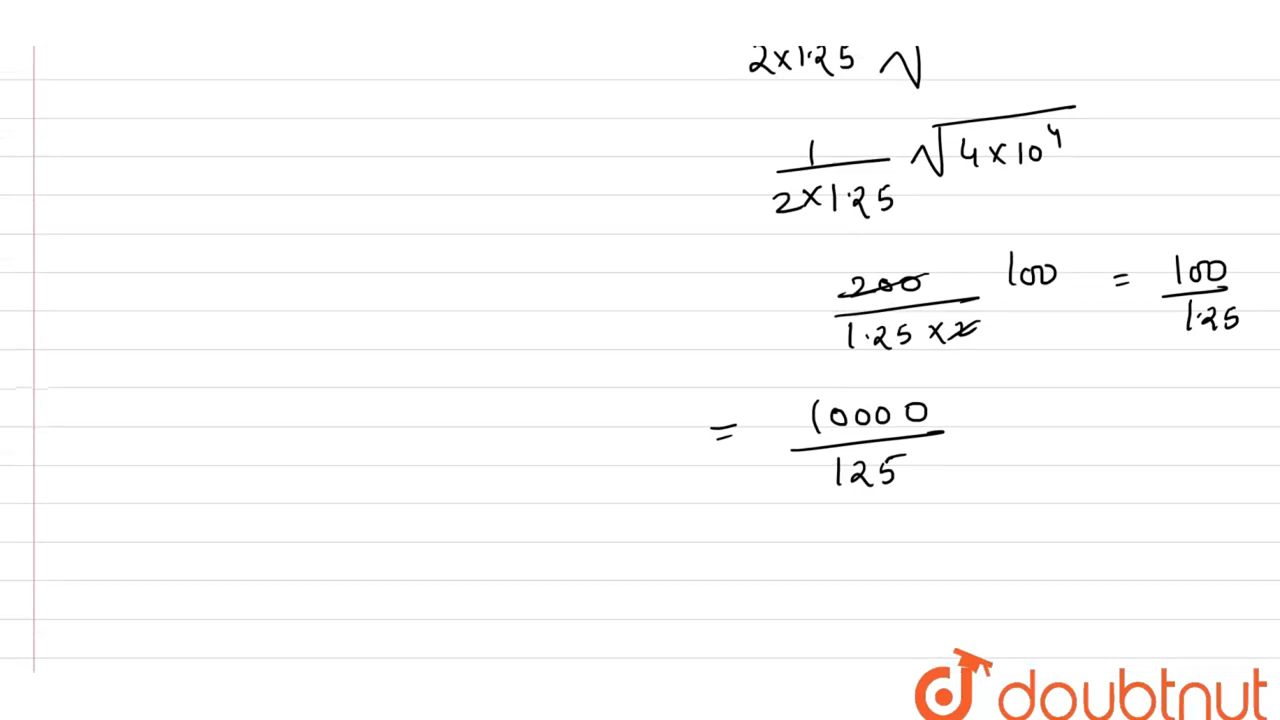 2×1.25 √
1/(2×1.25) √(4×10⁴)
200/(1.25×2) 100 = 100/1.25
= 10000/125
doubtnut